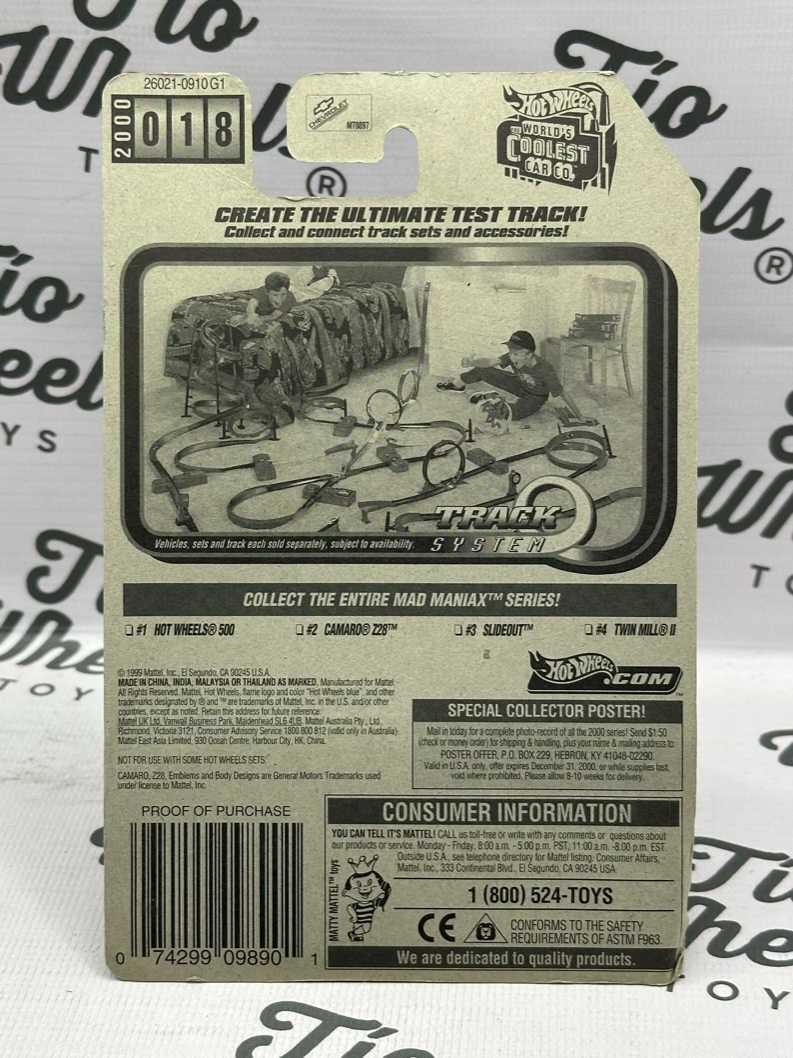 26021-0910 G1
2000 018
CHEVROLET
MT0097
Hot Wheels
THE WORLD'S
COOLEST
CAR CO.™
CREATE THE ULTIMATE TEST TRACK!
Collect and connect track sets and accessories!
TRACK
SYSTEM
Vehicles, sets and track each sold separately, subject to availability.
COLLECT THE ENTIRE MAD MANIAX™ SERIES!
❏ #1 HOT WHEELS® 500 ❏ #2 CAMARO® Z28™ ❏ #3 SLIDEOUT™ ❏ #4 TWIN MILL® II
Hot Wheels.COM™
© 1999 Mattel, Inc., El Segundo, CA 90245 U.S.A.
MADE IN CHINA, INDIA, MALAYSIA OR THAILAND AS MARKED. Manufactured for Mattel.
All Rights Reserved. Mattel, Hot Wheels, flame logo and color "Hot Wheels blue", and other
trademarks designated by ® and ™ are trademarks of Mattel, Inc. in the U.S. and/or other
countries, except as noted. Retain this address for future reference:
Mattel UK Ltd, Vanwall Business Park, Maidenhead SL6 4UB. Mattel Australia Pty., Ltd.,
Richmond, Victoria 3121. Consumer Advisory Service 1800 800 812 (valid only in Australia).
Mattel East Asia Limited, 930 Ocean Centre, Harbour City, HK, China.
NOT FOR USE WITH SOME HOT WHEELS SETS.
CAMARO, Z28, Emblems and Body Designs are General Motors Trademarks used
under license to Mattel, Inc.
SPECIAL COLLECTOR POSTER!
Mail in today for a complete photo-record of all the 2000 series! Send $1.50
(check or money order) for shipping & handling, plus your name & mailing address to:
POSTER OFFER, P.O. BOX 229, HEBRON, KY 41048-02290.
Valid in U.S.A. only, offer expires December 31, 2000, or while supplies last,
void where prohibited. Please allow 8-10 weeks for delivery.
PROOF OF PURCHASE
0 74299 09890 1
CONSUMER INFORMATION
YOU CAN TELL IT'S MATTEL! CALL us toll-free or write with any comments or questions about
our products or service. Monday - Friday, 8:00 a.m. - 5:00 p.m. PST, 11:00 a.m. -8:00 p.m. EST.
Outside U.S.A., see telephone directory for Mattel listing. Consumer Affairs,
Mattel, Inc., 333 Continental Blvd., El Segundo, CA 90245 USA
MATTY MATTEL™ toys
1 (800) 524-TOYS
CE
CONFORMS TO THE SAFETY
REQUIREMENTS OF ASTM F963.
We are dedicated to quality products.
Tío
Wheels
TOYS
®